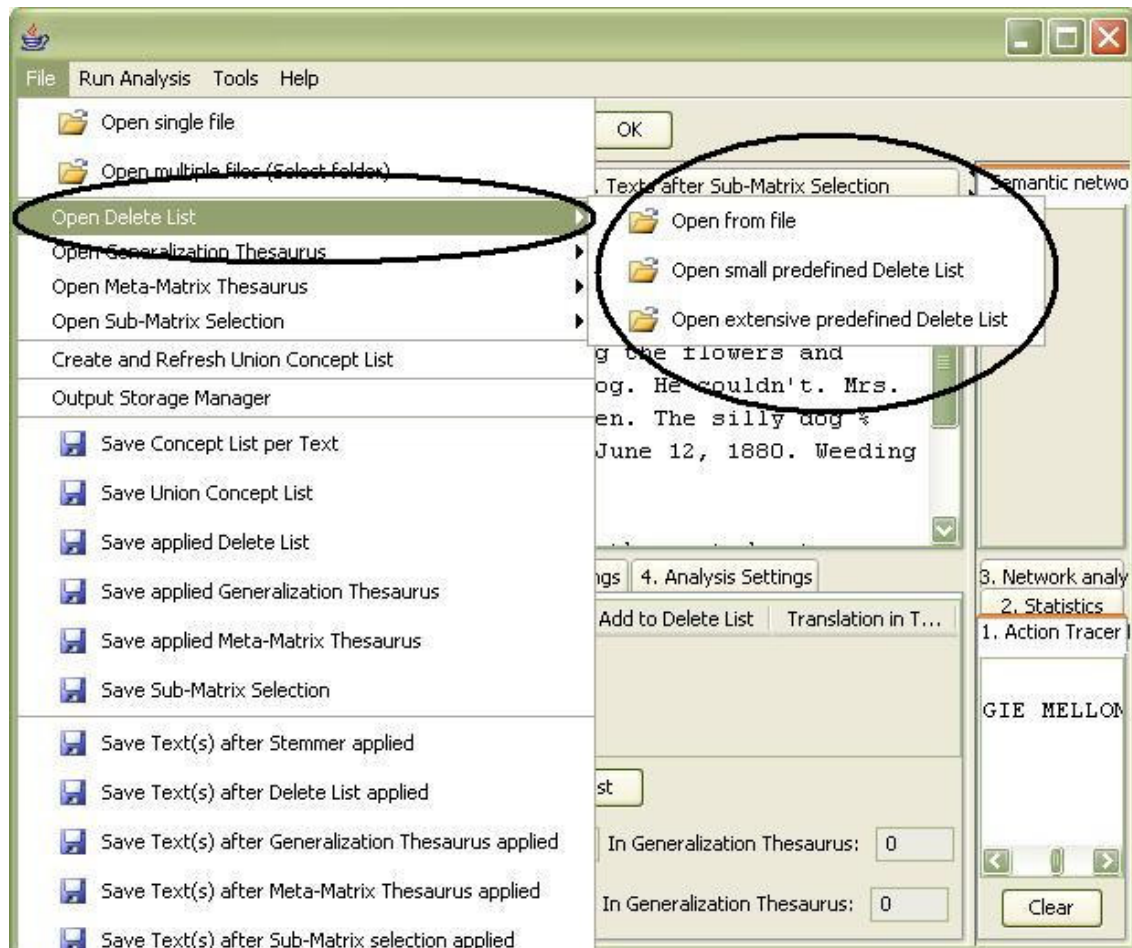 File Run Analysis Tools Help
Open single file
OK
Open multiple files (Select folder)
Texts after Sub-Matrix Selection
Semantic netwo
Open Delete List
Open from file
Open Generalization Thesaurus
Open small predefined Delete List
Open Meta-Matrix Thesaurus
Open extensive predefined Delete List
Open Sub-Matrix Selection
g the flowers and
Create and Refresh Union Concept List
og. He couldn't. Mrs.
Output Storage Manager
en. The silly dog %
Save Concept List per Text
June 12, 1880. Weeding
Save Union Concept List
Save applied Delete List
ngs 4. Analysis Settings
3. Network analy
Save applied Generalization Thesaurus
2. Statistics
Add to Delete List Translation in T...
1. Action Tracer
Save applied Meta-Matrix Thesaurus
Save Sub-Matrix Selection
GIE MELLON
Save Text(s) after Stemmer applied
Save Text(s) after Delete List applied
st
Save Text(s) after Generalization Thesaurus applied
In Generalization Thesaurus: 0
Save Text(s) after Meta-Matrix Thesaurus applied
In Generalization Thesaurus: 0
Clear
Save Text(s) after Sub-Matrix selection applied